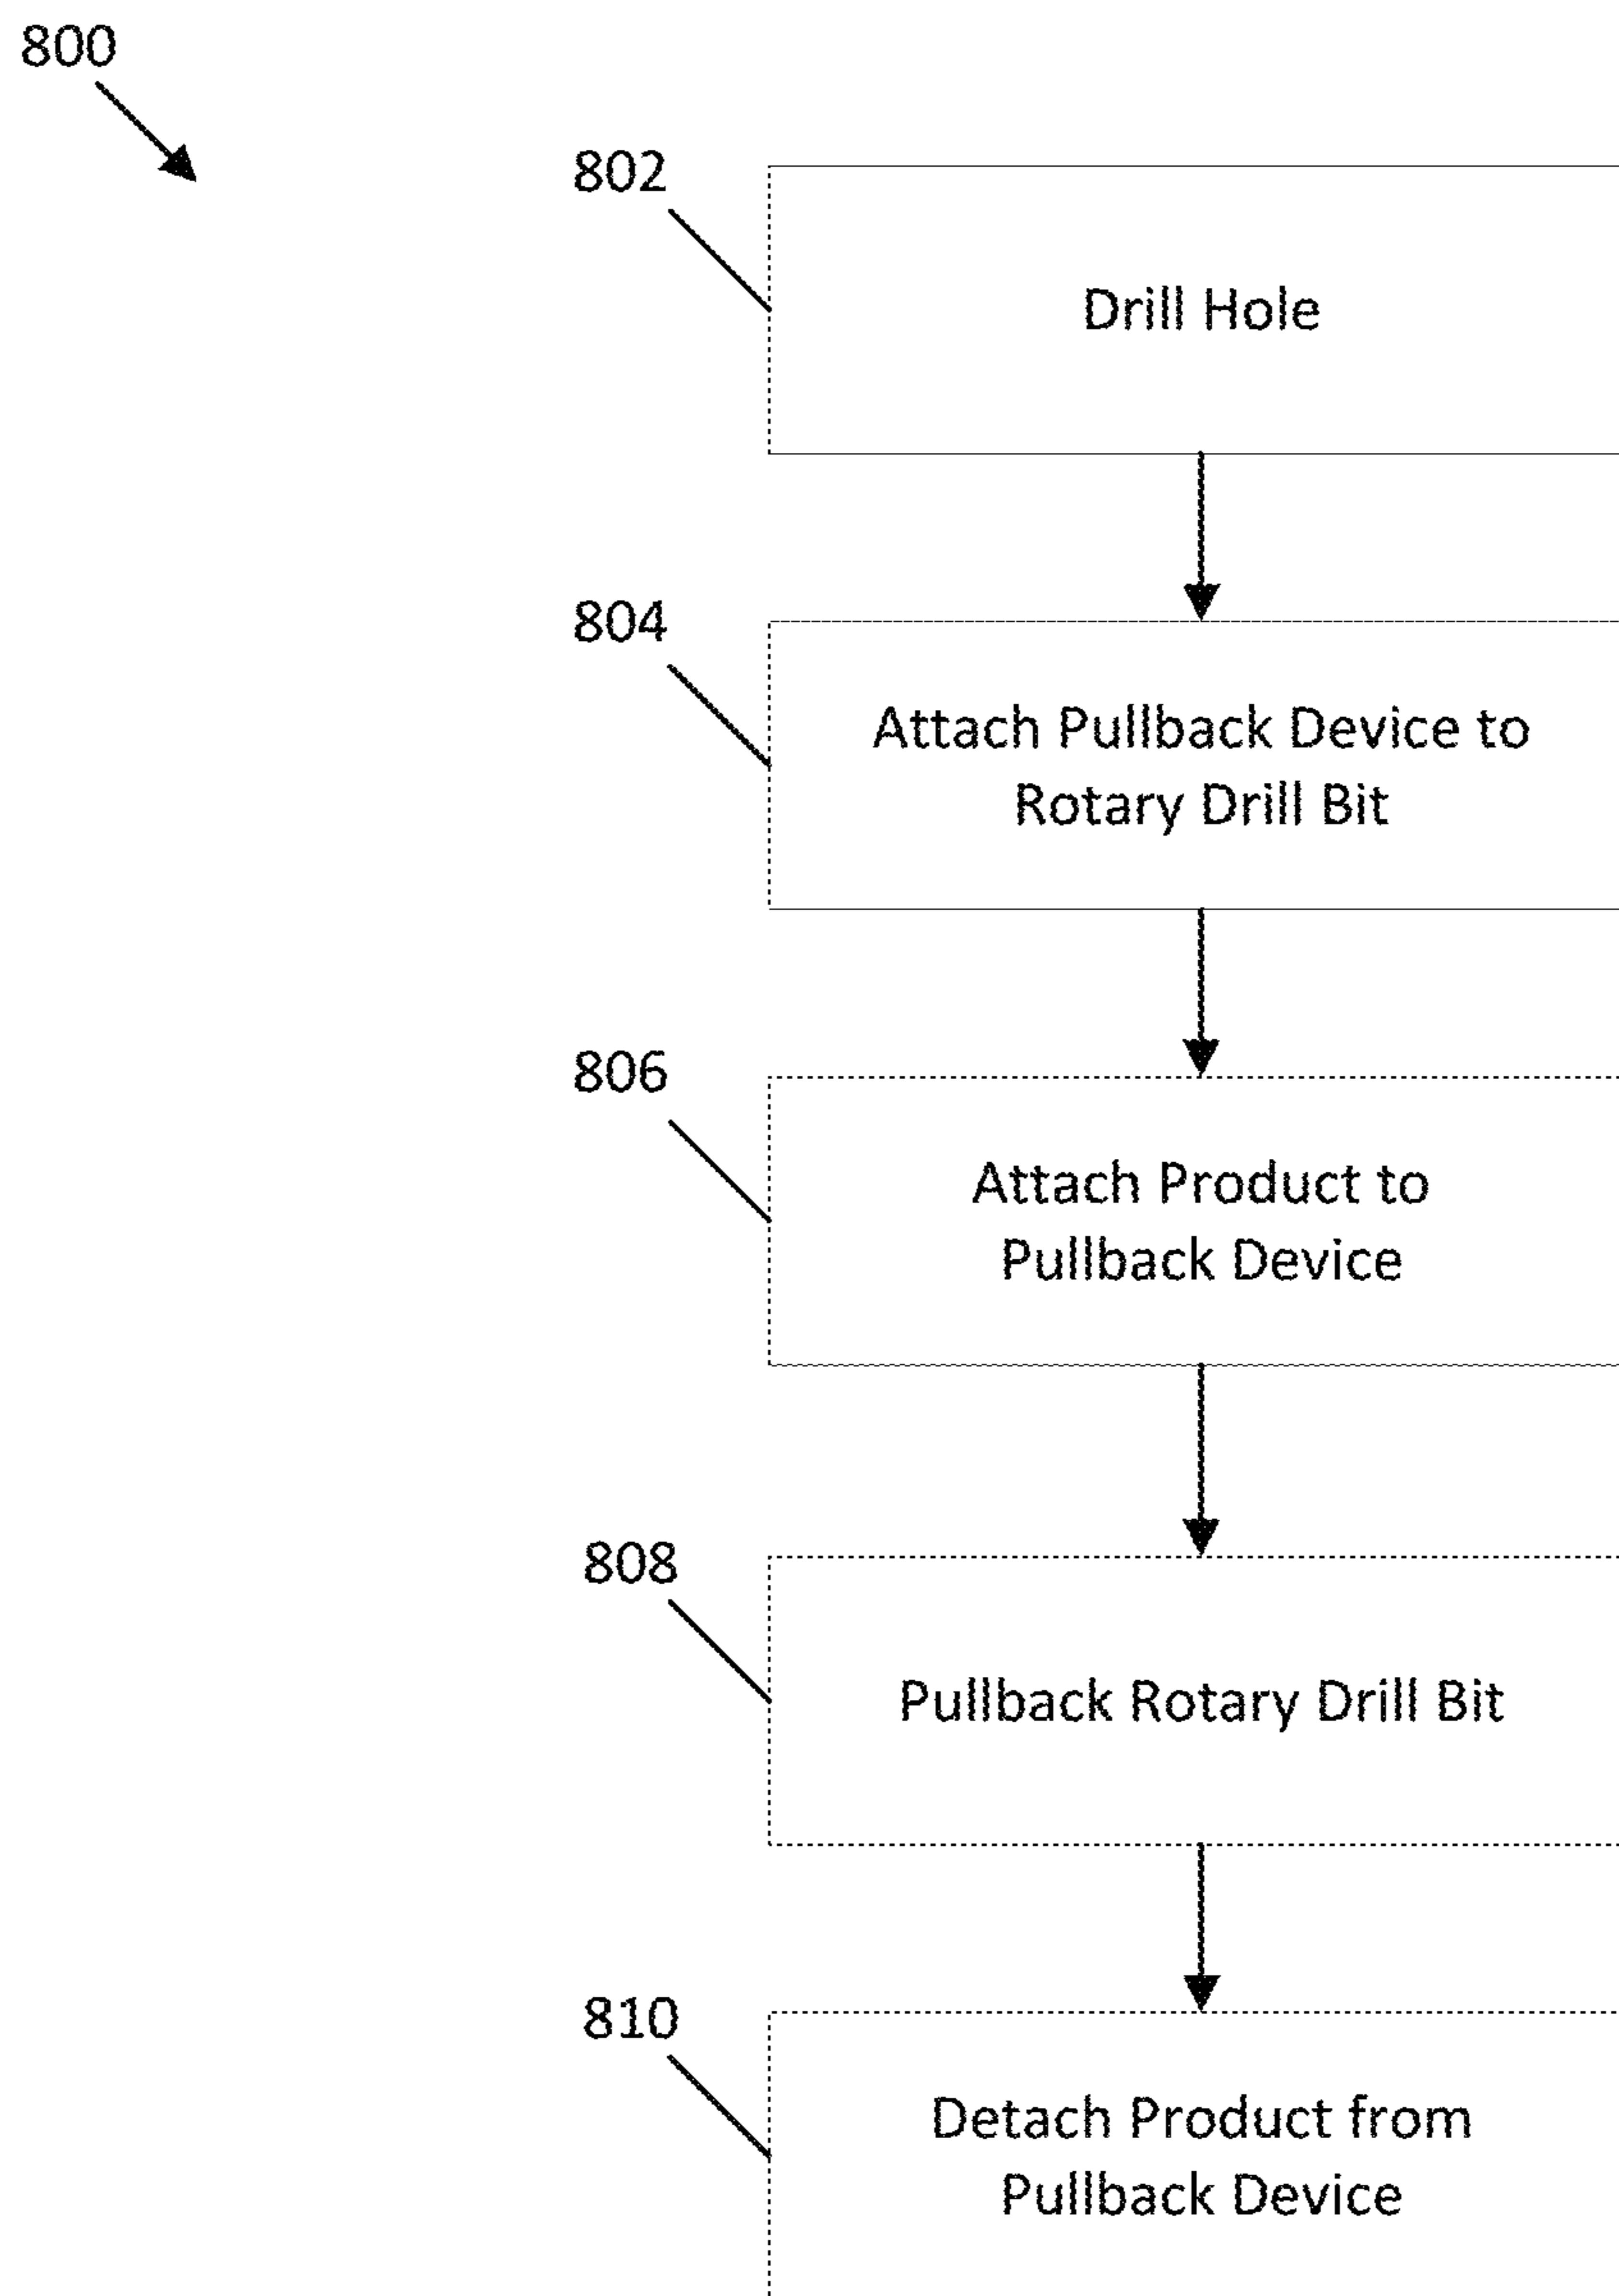 800
802
Drill Hole
804
Attach Pullback Device to
Rotary Drill Bit
806
Attach Product to
Pullback Device
808
Pullback Rotary Drill Bit
810
Detach Product from
Pullback Device